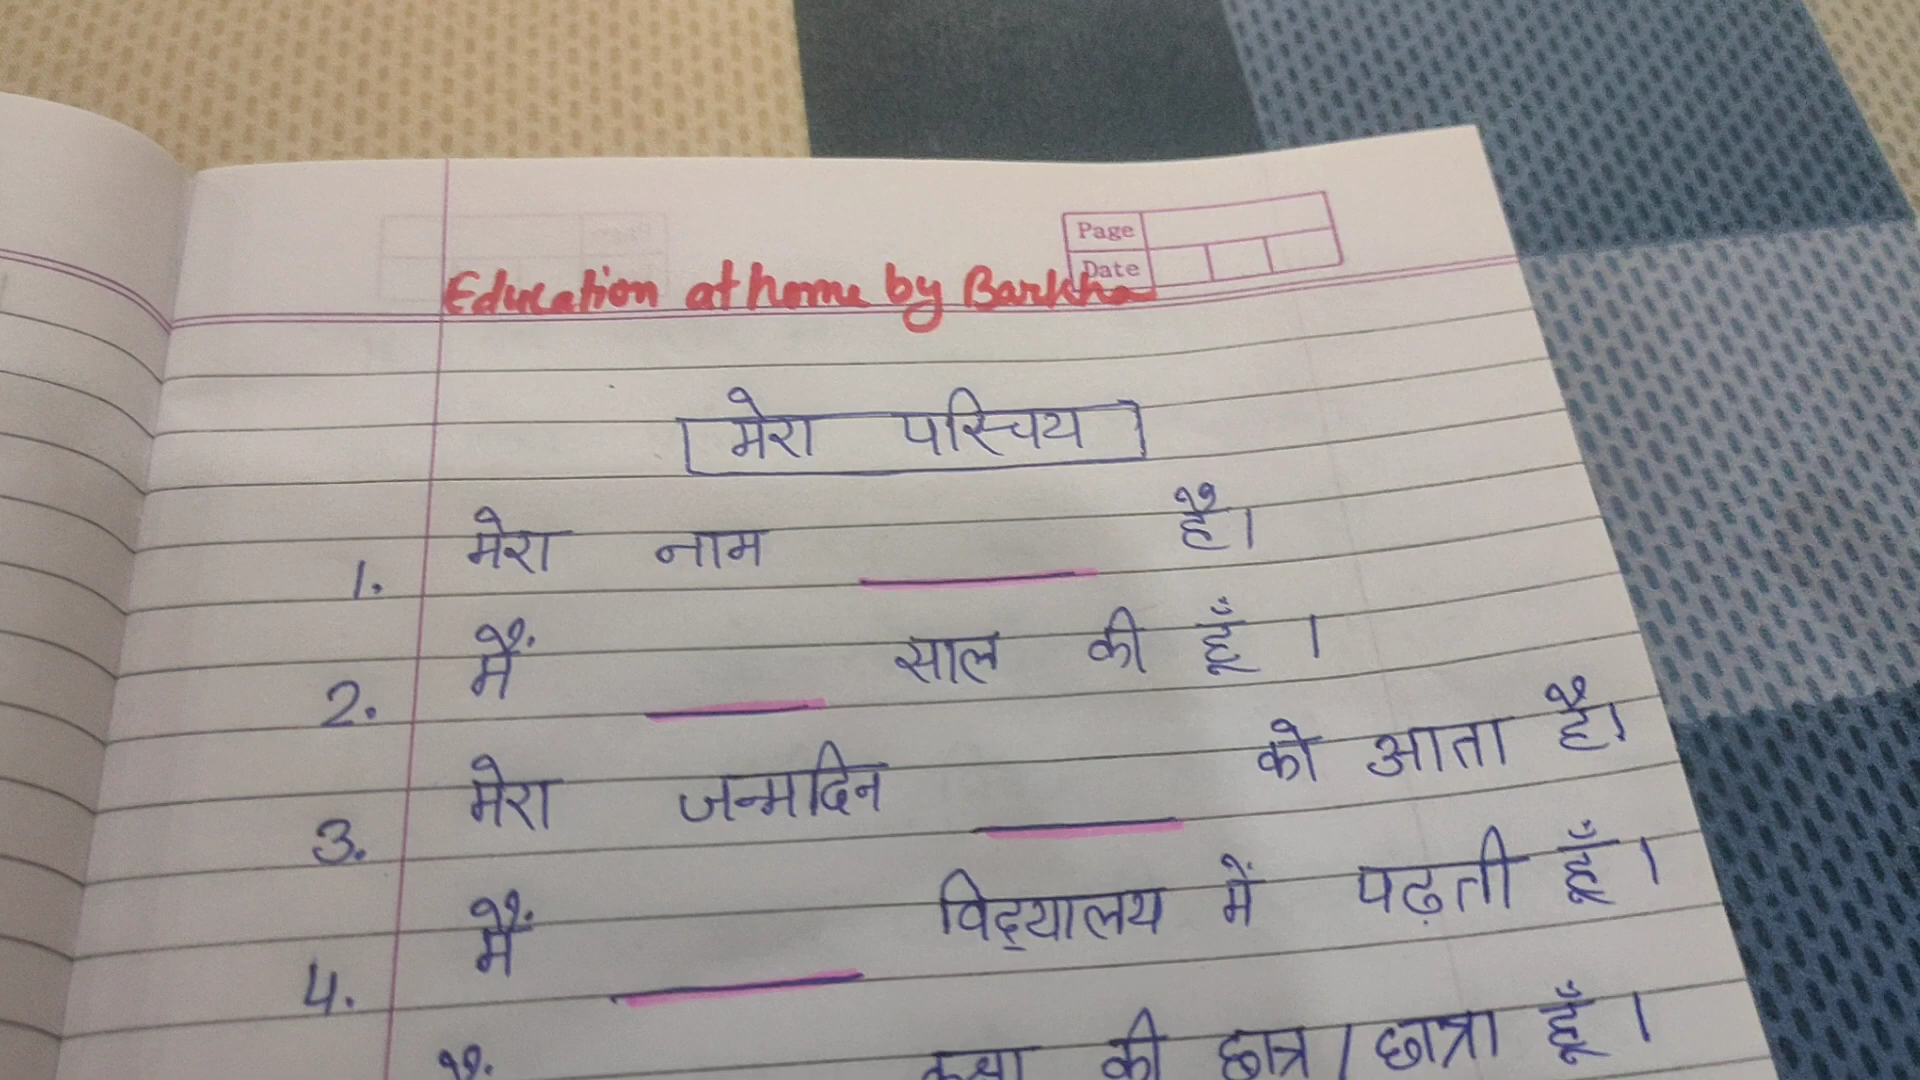 Page
Date
Education at home by Barkha
मेरा परिचय
1. मेरा नाम ______ है।
2. मैं ______ साल की हूँ ।
3. मेरा जन्मदिन ______ को आता है।
4. मैं ______ विद्यालय में पढ़ती हूँ ।
मैं कक्षा की छात्र / छात्रा हूँ ।